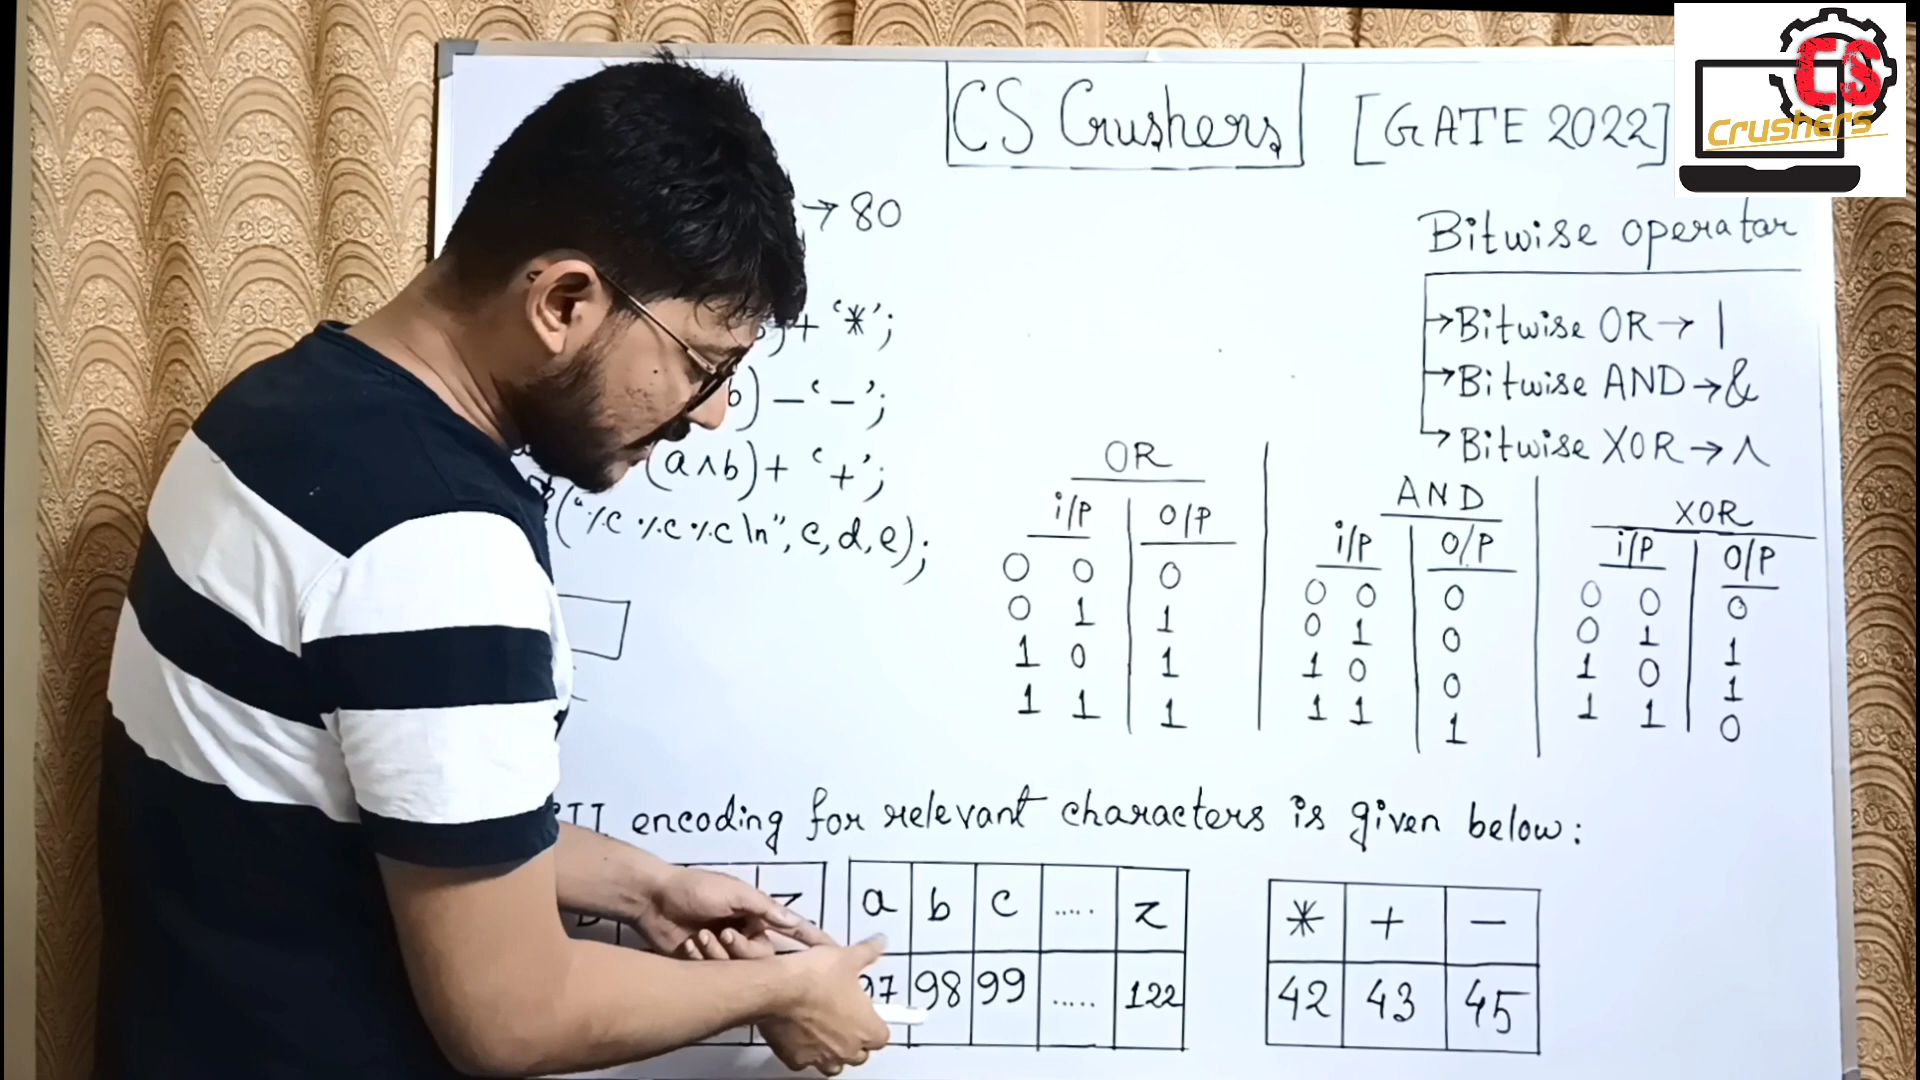 CS Crushers [GATE 2022]
CS
Crushers
→ 80
Bitwise operator
→ Bitwise OR → |
→ Bitwise AND → &
→ Bitwise XOR → ∧
) + '*';
b) - '-';
(a∧b) + '+';
("%c %c %c \n", c, d, e);
OR
i/P O/P
0 0 0
0 1 1
1 0 1
1 1 1
AND
i/P O/P
0 0 0
0 1 0
1 0 0
1 1 1
XOR
i/P O/P
0 0 0
0 1 1
1 0 1
1 1 0
encoding for relevant characters is given below:
a b c ..... z
97 98 99 ..... 122
* + -
42 43 45